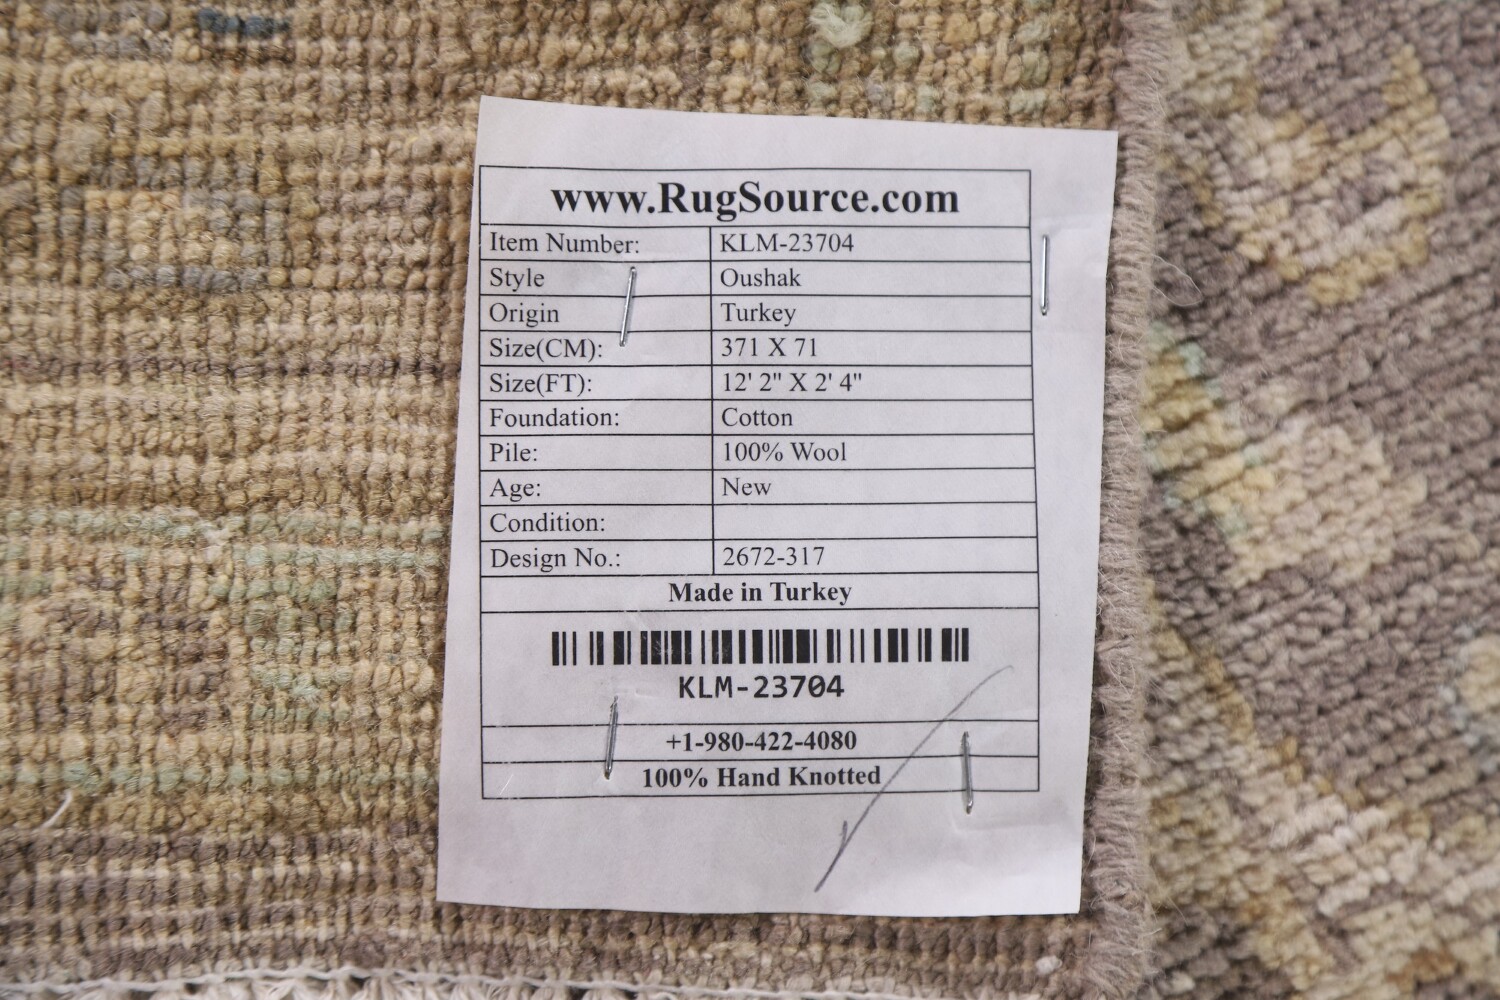 www.RugSource.com
Item Number: KLM-23704
Style Oushak
Origin Turkey
Size(CM): 371 X 71
Size(FT): 12' 2" X 2' 4"
Foundation: Cotton
Pile: 100% Wool
Age: New
Condition:
Design No.: 2672-317
Made in Turkey
KLM-23704
+1-980-422-4080
100% Hand Knotted